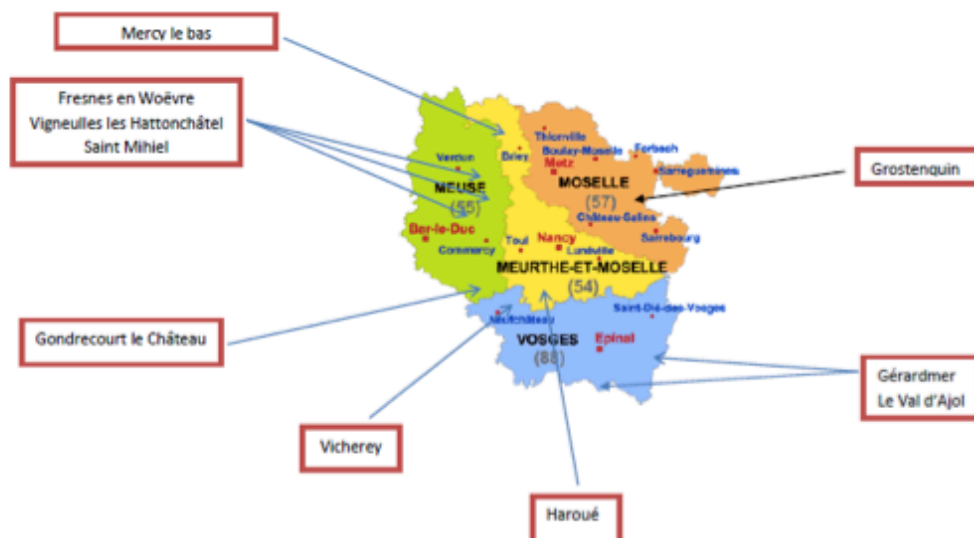 Mercy le bas
Fresnes en Woëvre
Vigneulles les Hattonchâtel
Saint Mihiel
Thionville
Boulay-Moselle
Forbach
Briey
Metz
Sarreguemines
Verdun
MEUSE
(55)
MOSELLE
(57)
Grostenquin
Château-Salins
Bar-le-Duc
Commercy
Toul
Nancy
Lunéville
Sarrebourg
MEURTHE-ET-MOSELLE
(54)
Gondrecourt le Château
Neufchâteau
Saint-Dié-des-Vosges
VOSGES
(88)
Epinal
Gérardmer
Le Val d'Ajol
Vicherey
Haroué